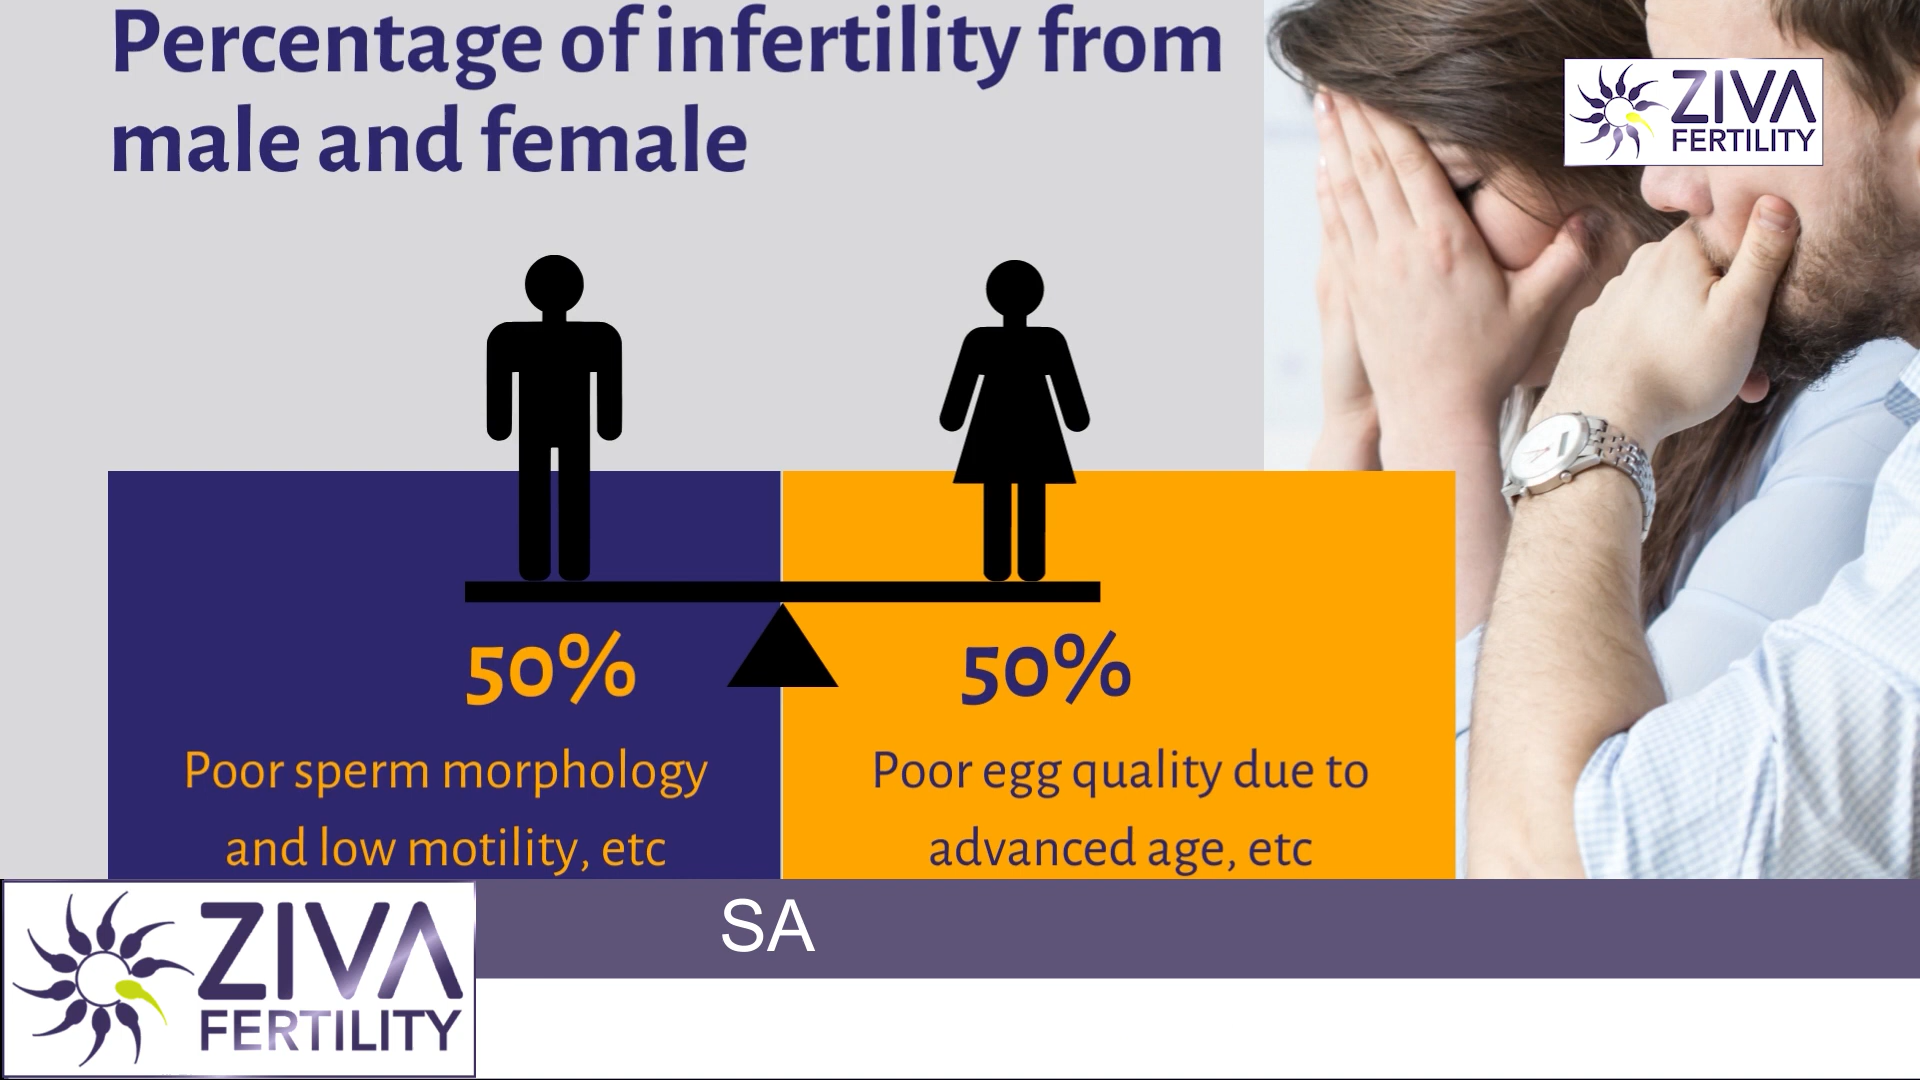 Percentage of infertility from
male and female
ZIVA
FERTILITY
50%
Poor sperm morphology
and low motility, etc
50%
Poor egg quality due to
advanced age, etc
SA
ZIVA
FERTILITY